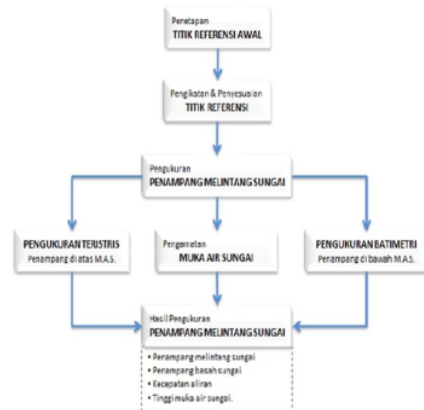 Penetapan
TITIK REFERENSI AWAL
Pengikatan & Penyesuaian
TITIK REFERENSI
Pengukuran
PENAMPANG MELINTANG SUNGAI
PENGUKURAN TERISTRIS
Penampang di atas M.A.S.
Pengamatan
MUKA AIR SUNGAI
PENGUKURAN BATIMETRI
Penampang di bawah M.A.S.
Hasil Pengukuran
PENAMPANG MELINTANG SUNGAI
• Penampang melintang sungai
• Penampang basah sungai
• Kecepatan aliran
• Tinggi muka air sungai.